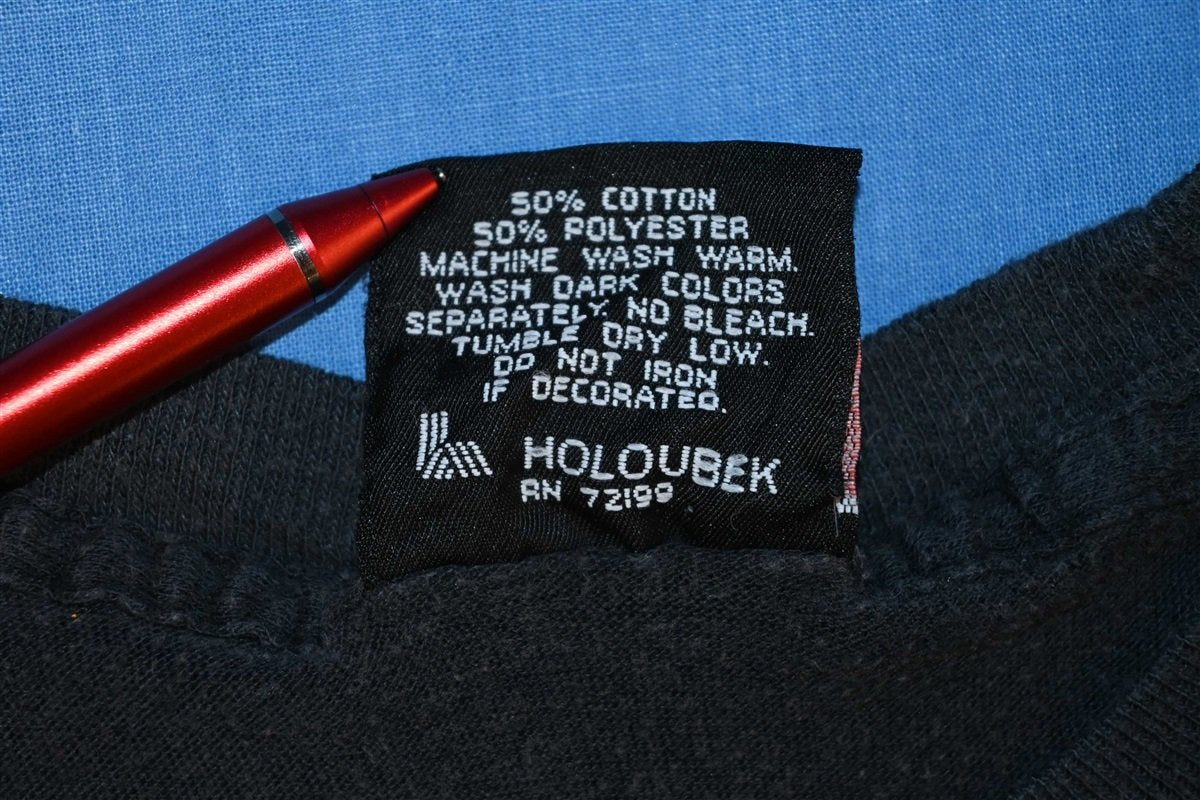 50% COTTON
50% POLYESTER
MACHINE WASH WARM.
WASH DARK COLORS
SEPARATELY. NO BLEACH.
TUMBLE DRY LOW.
DO NOT IRON
IF DECORATED.
HOLOUBEK
RN 72199